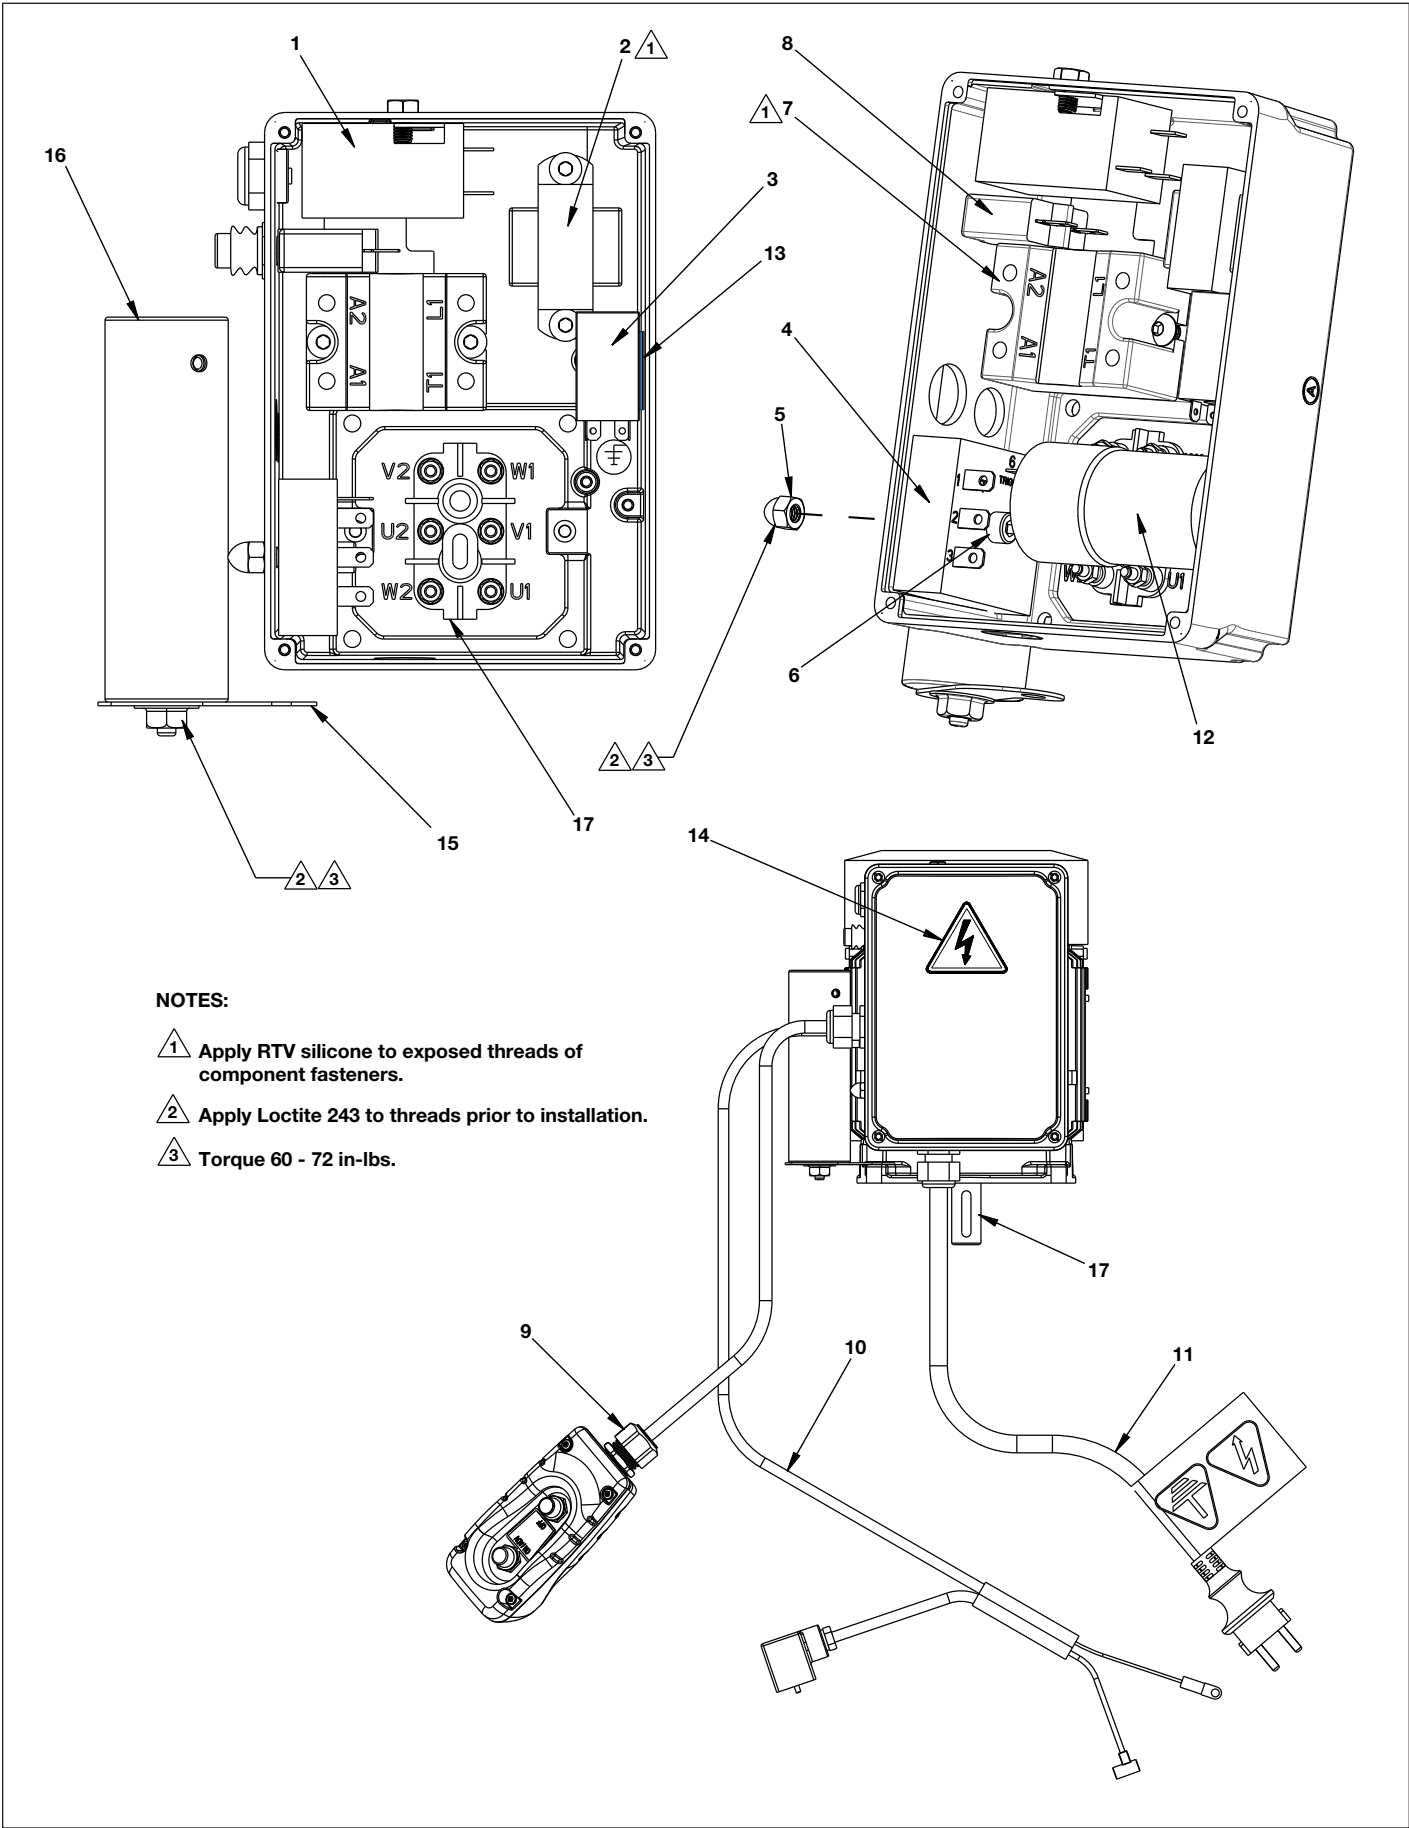 1
2 1
8
1 7
16
3
13
4
5
6
12
A2
L1
A1
T1
V2
W1
U2
V1
W2
U1
A2
L1
A1
T1
A
6
TRIG
1
2
3
W
U1
2 3
17
15
2 3
14
NOTES:
1 Apply RTV silicone to exposed threads of
component fasteners.
2 Apply Loctite 243 to threads prior to installation.
3 Torque 60 - 72 in-lbs.
17
9
10
11
OFF